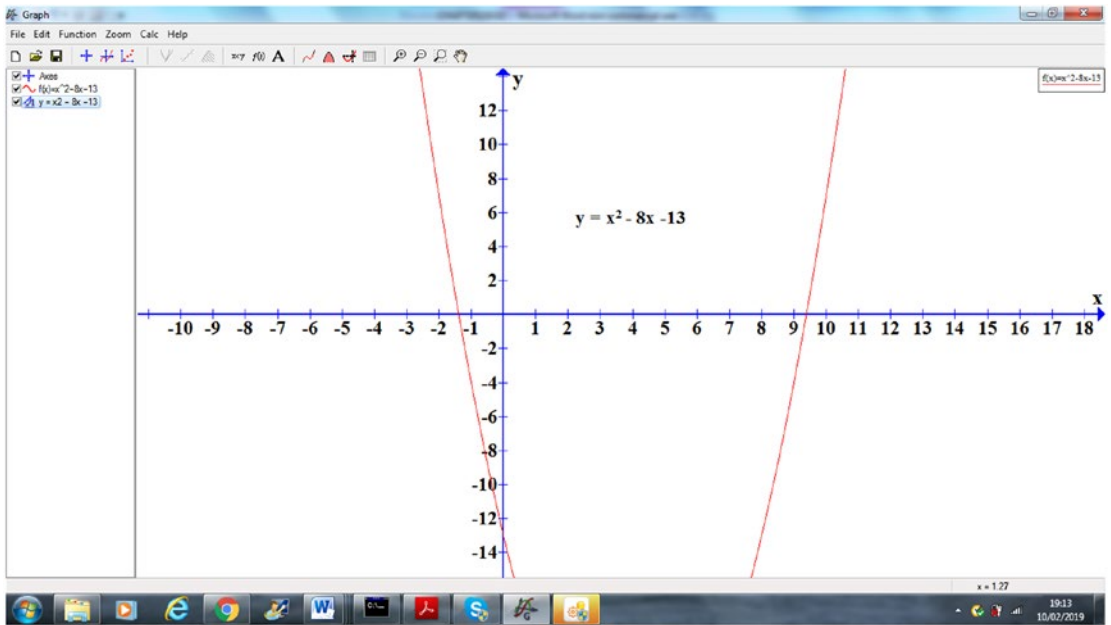 Graph
File Edit Function Zoom Calc Help
Axes
f(x)=x^2-8x-13
y = x2 - 8x -13
f(x)=x^2-8x-13
y
12
10
8
6
y = x² - 8x -13
4
2
x
-10 -9 -8 -7 -6 -5 -4 -3 -2 -1 1 2 3 4 5 6 7 8 9 10 11 12 13 14 15 16 17 18
-2
-4
-6
-8
-10
-12
-14
x = 1.27
19:13
10/02/2019